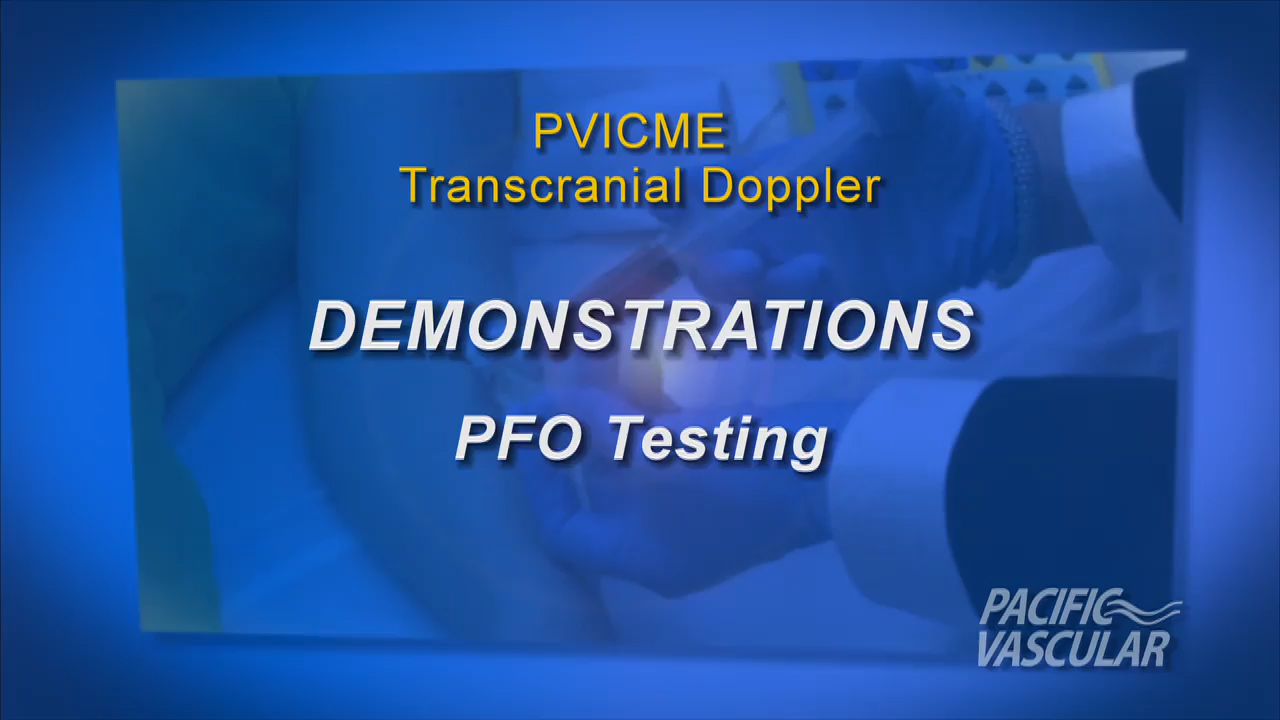 PVICME
Transcranial Doppler
DEMONSTRATIONS
PFO Testing
PACIFIC
VASCULAR